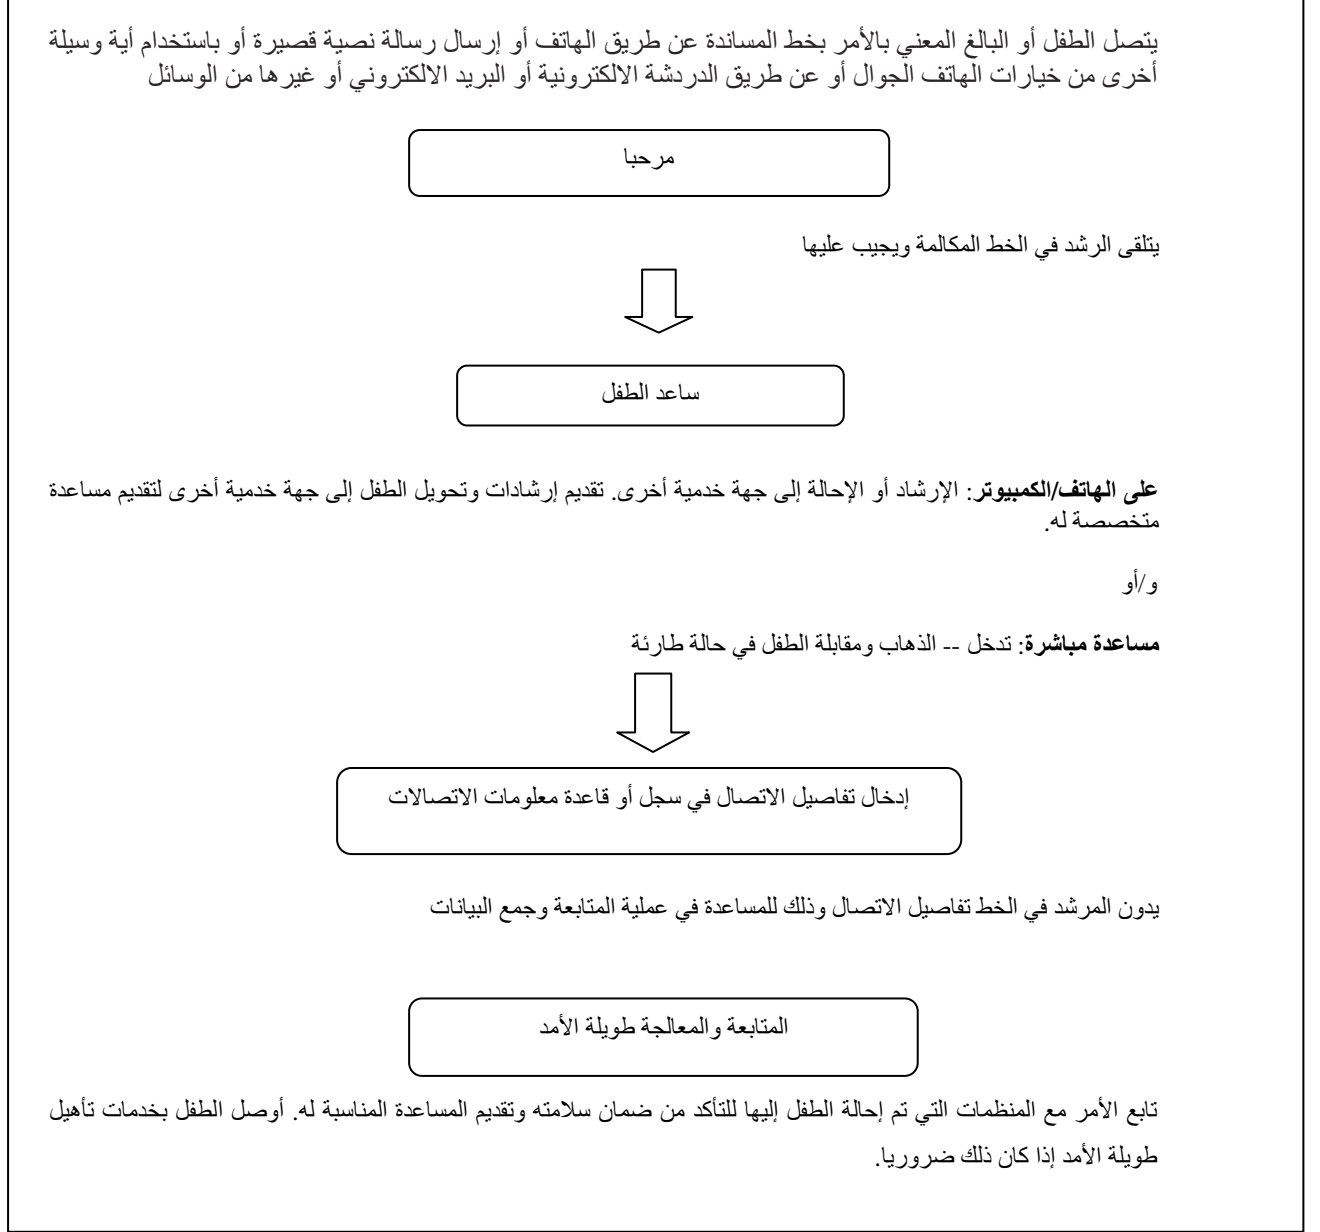 يتصل الطفل أو البالغ المعني بالأمر بخط المساندة عن طريق الهاتف أو إرسال رسالة نصية قصيرة أو باستخدام أية وسيلة
أخرى من خيارات الهاتف الجوال أو عن طريق الدردشة الالكترونية أو البريد الالكتروني أو غيرها من الوسائل
مرحبا
يتلقى الرشد في الخط المكالمة ويجيب عليها
ساعد الطفل
على الهاتف/الكمبيوتر: الإرشاد أو الإحالة إلى جهة خدمية أخرى. تقديم إرشادات وتحويل الطفل إلى جهة خدمية أخرى لتقديم مساعدة
متخصصة له.
و/أو
مساعدة مباشرة: تدخل -- الذهاب ومقابلة الطفل في حالة طارئة
إدخال تفاصيل الاتصال في سجل أو قاعدة معلومات الاتصالات
يدون المرشد في الخط تفاصيل الاتصال وذلك للمساعدة في عملية المتابعة وجمع البيانات
المتابعة والمعالجة طويلة الأمد
تابع الأمر مع المنظمات التي تم إحالة الطفل إليها للتأكد من ضمان سلامته وتقديم المساعدة المناسبة له. أوصل الطفل بخدمات تأهيل
طويلة الأمد إذا كان ذلك ضروريا.